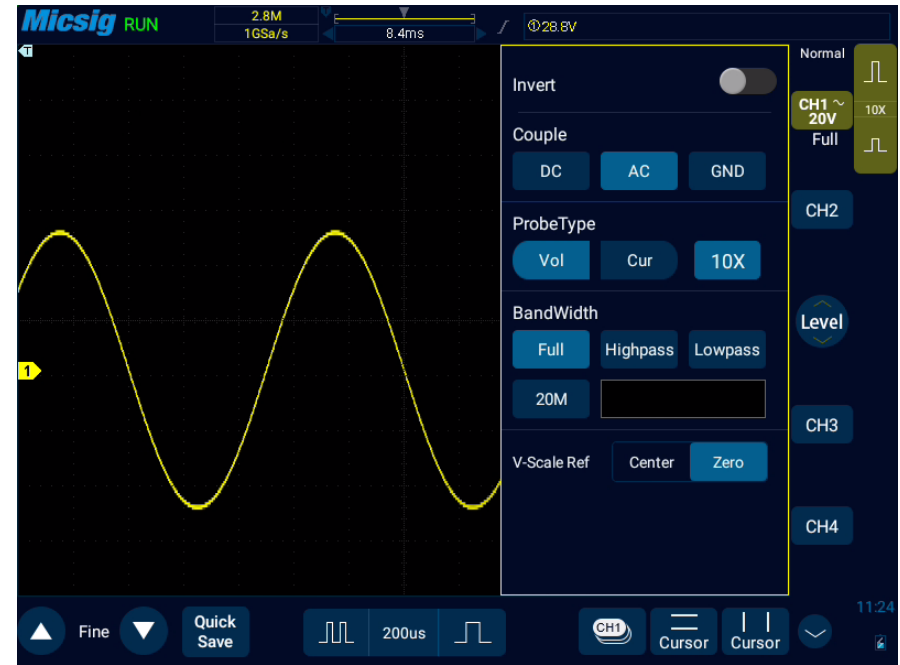 Micsig RUN
2.8M
1GSa/s
8.4ms
①28.8V
T
Invert
Couple
DC AC GND
ProbeType
Vol Cur 10X
BandWidth
Full Highpass Lowpass
20M
V-Scale Ref Center Zero
1
Normal
CH1 ~
20V
Full
10X
CH2
Level
CH3
CH4
Fine
Quick
Save
200us
CH1
Cursor
Cursor
11:24